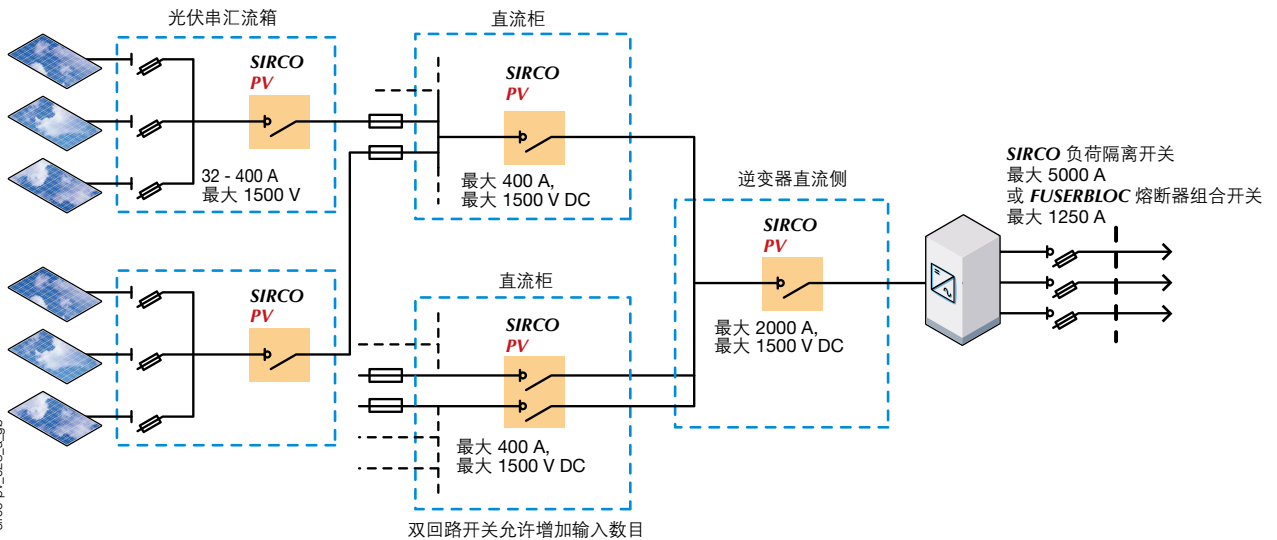 光伏串汇流箱
SIRCO
PV
32 - 400 A
最大 1500 V
直流柜
SIRCO
PV
最大 400 A,
最大 1500 V DC
SIRCO
PV
直流柜
SIRCO
PV
最大 400 A,
最大 1500 V DC
双回路开关允许增加输入数目
逆变器直流侧
SIRCO
PV
最大 2000 A,
最大 1500 V DC
SIRCO 负荷隔离开关
最大 5000 A
或 FUSERBLOC 熔断器组合开关
最大 1250 A